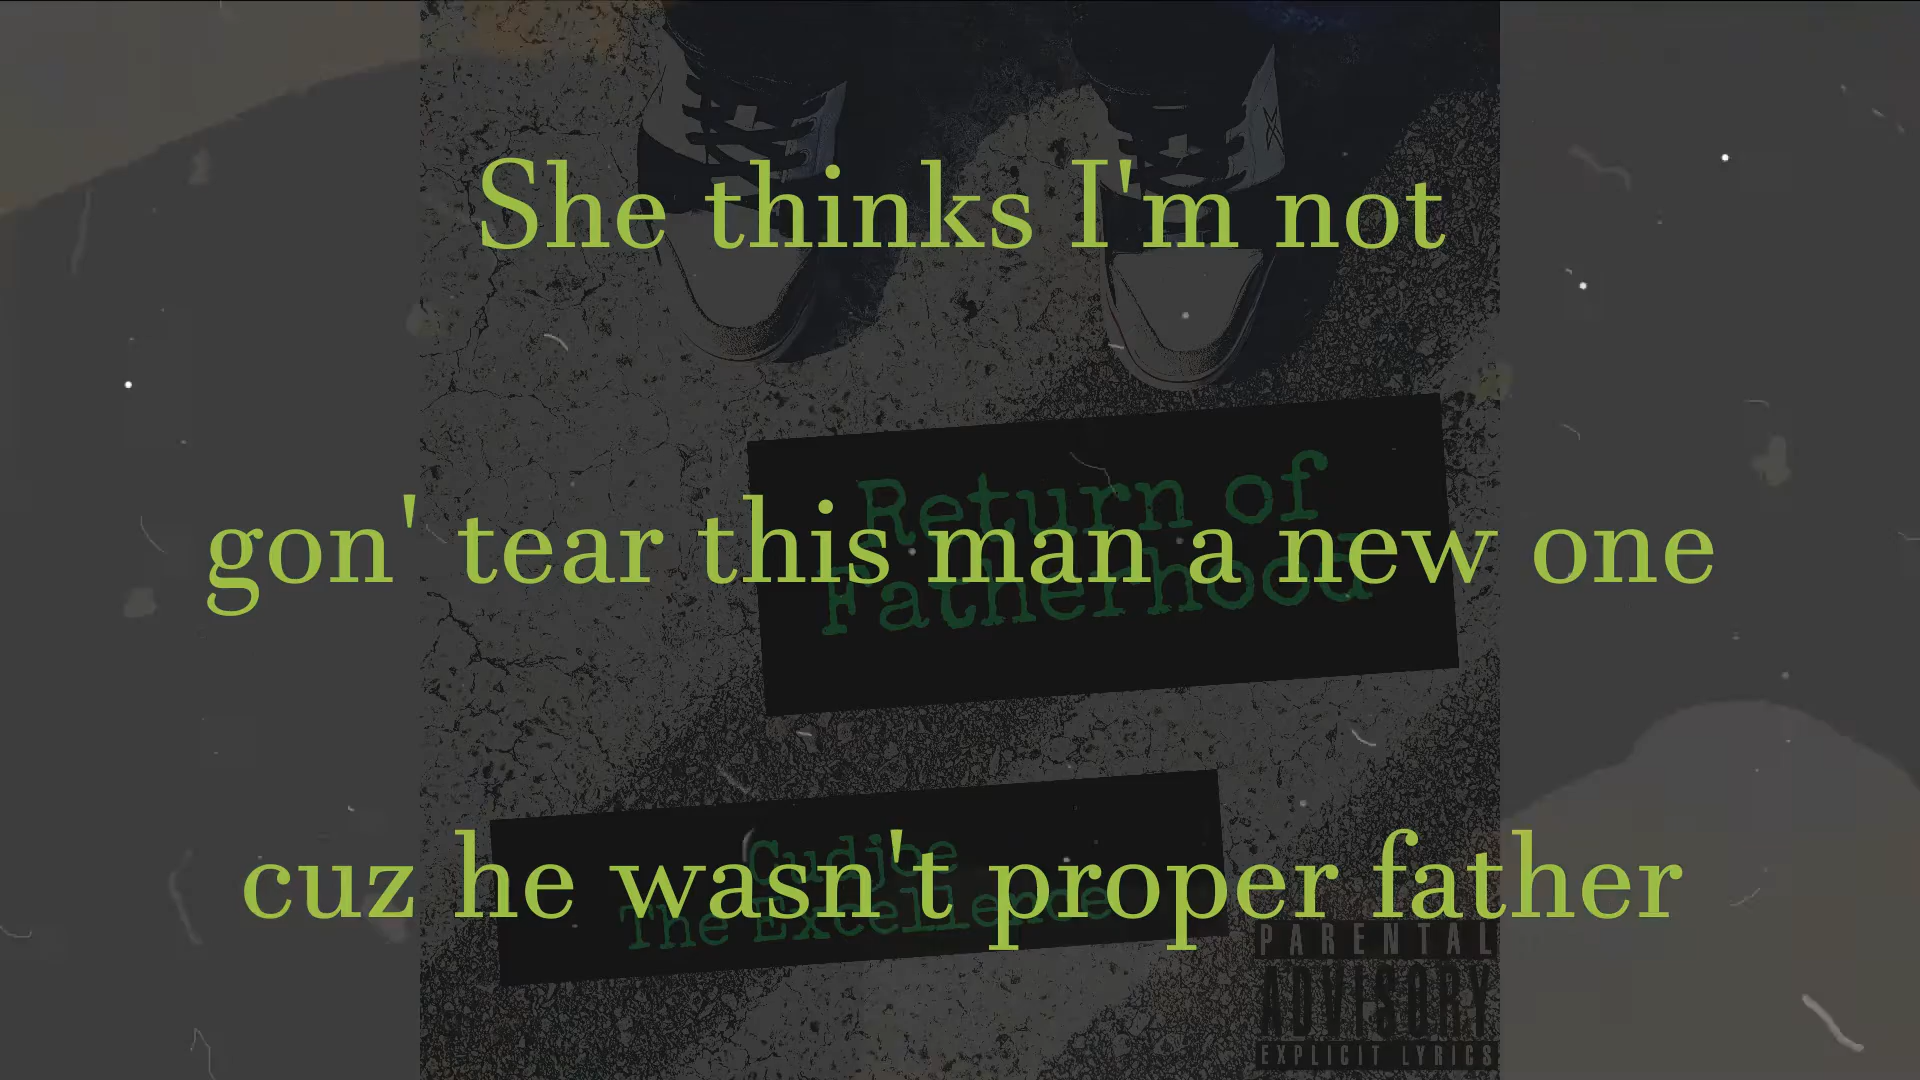 She thinks I'm not
gon' tear this man a new one
cuz he wasn't proper father
Return of
Fatherhood
Cudjoe
The Excellence
PARENTAL
ADVISORY
EXPLICIT LYRICS